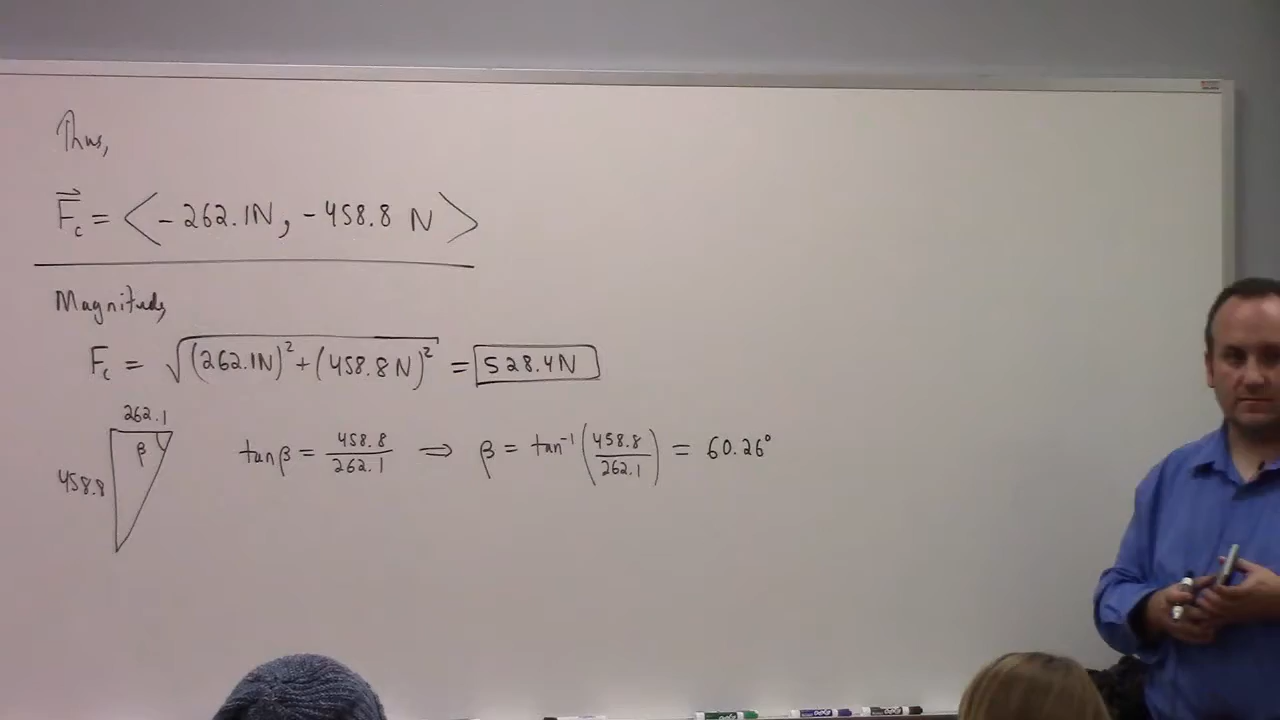 Thus,
F⃗c = < -262.1N, -458.8 N >
Magnitude,
Fc = √((262.1N)² + (458.8 N)²) = 528.4N
262.1
β
458.8
tan β = 458.8/262.1 ⟹ β = tan⁻¹(458.8/262.1) = 60.26°